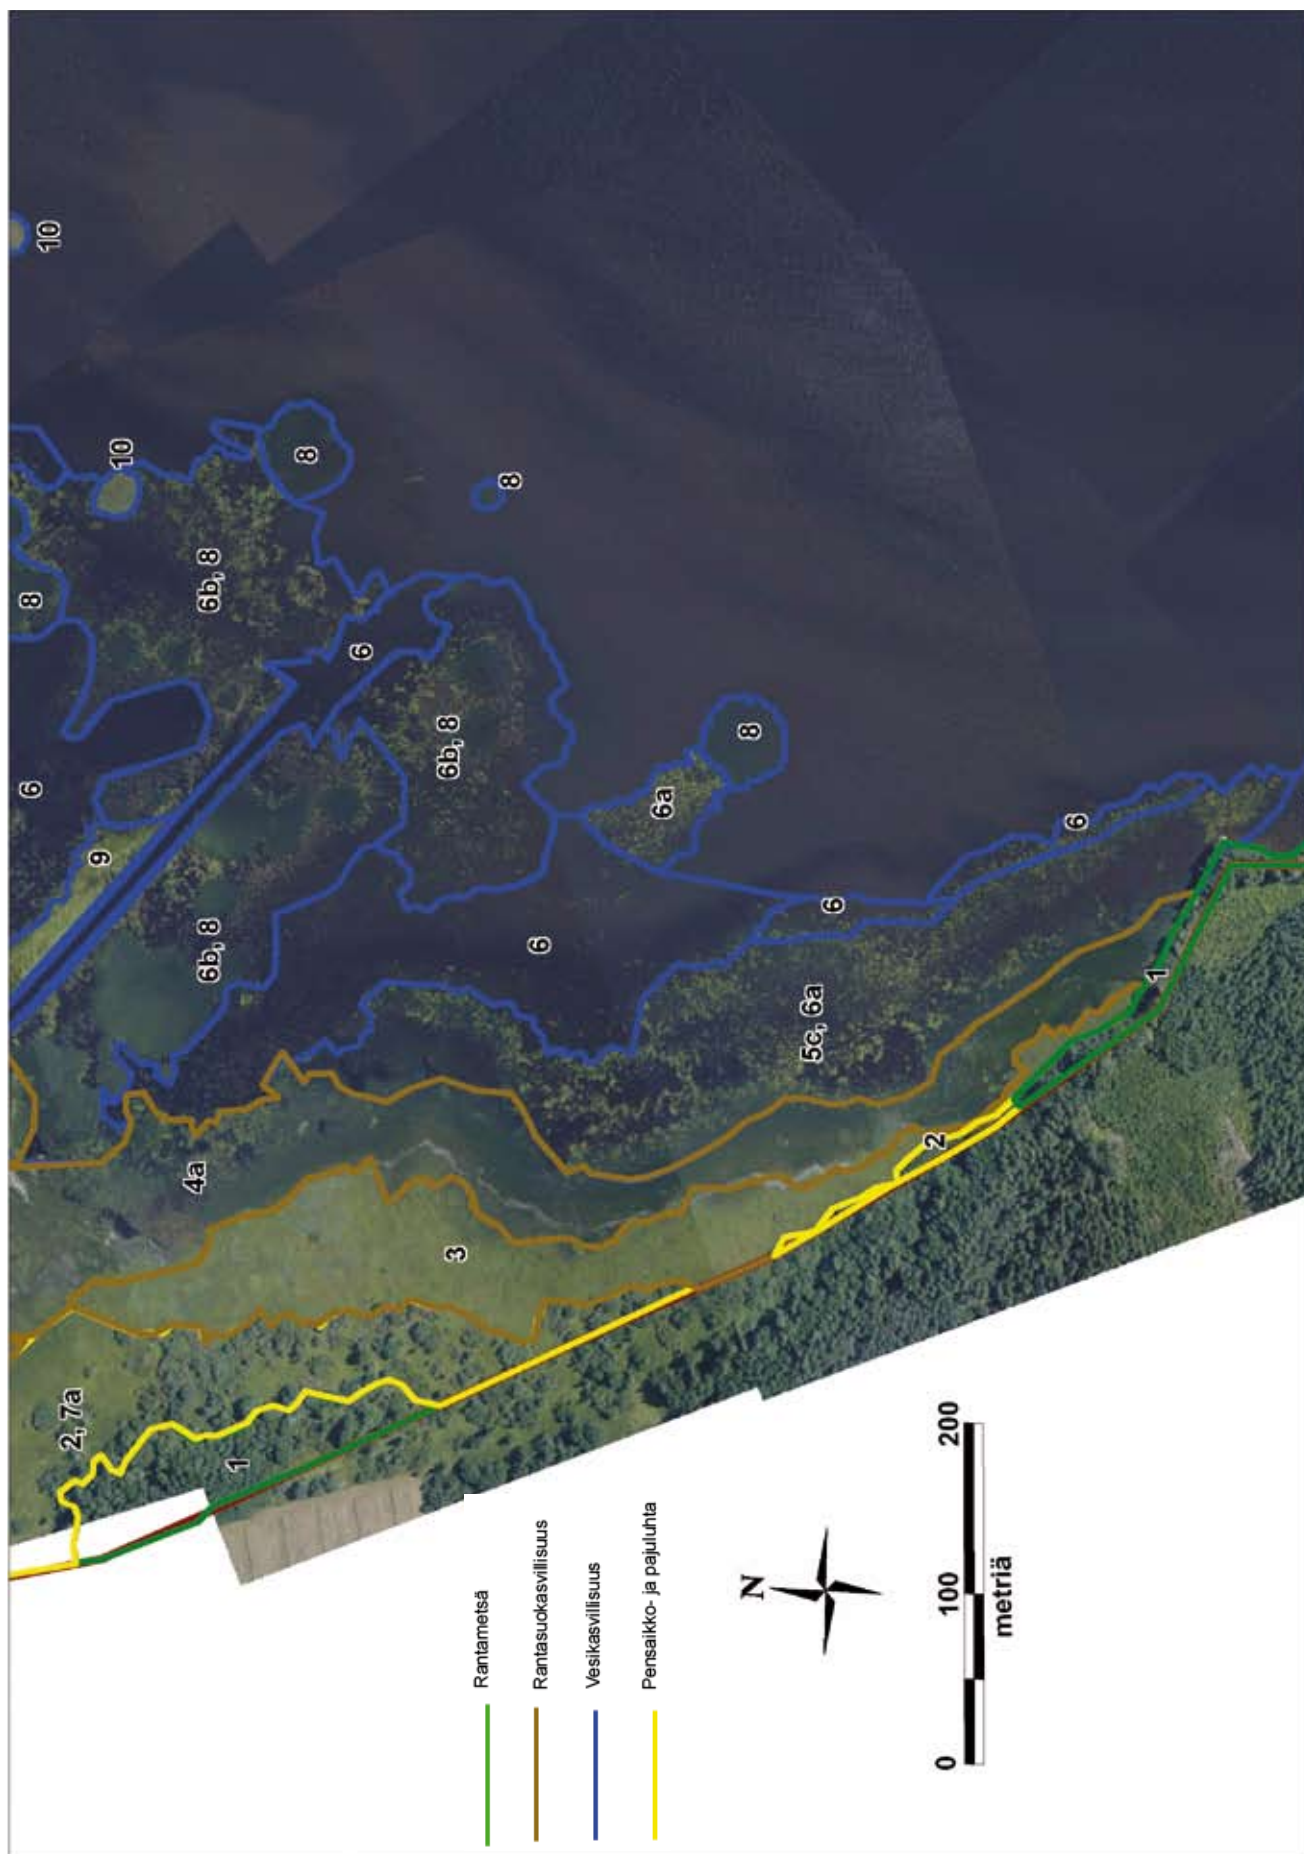 10
10
8
8
8
6b, 8
6
6b, 8
8
6a
6
9
6b, 8
6
6
6
5c, 6a
4a
3
2
1
2, 7a
1
Rantametsä
Rantasuokasvillisuus
Vesikasvillisuus
Pensaikko- ja pajuluhta
N
0 100 200
metriä